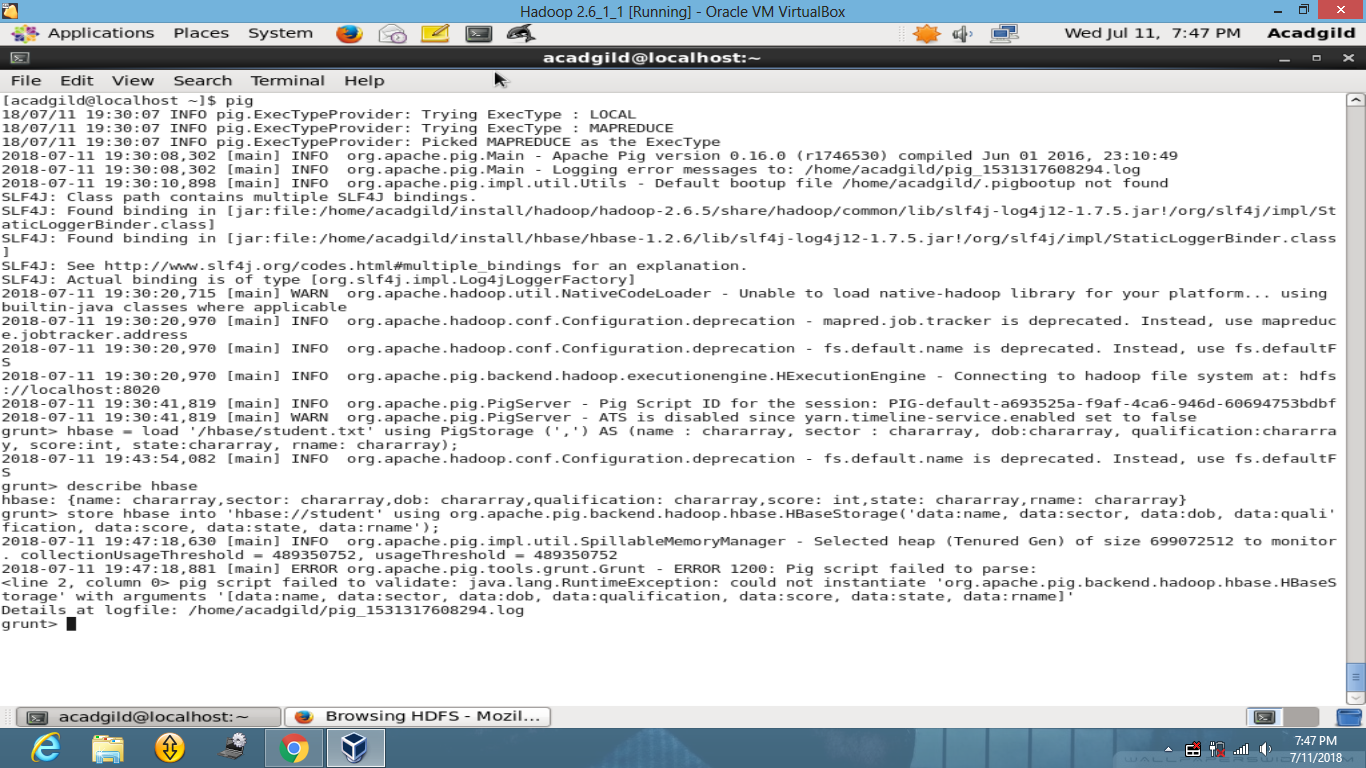 Hadoop 2.6_1_1 [Running] - Oracle VM VirtualBox
Applications Places System Wed Jul 11, 7:47 PM Acadgild
acadgild@localhost:~
File Edit View Search Terminal Help
[acadgild@localhost ~]$ pig
18/07/11 19:30:07 INFO pig.ExecTypeProvider: Trying ExecType : LOCAL
18/07/11 19:30:07 INFO pig.ExecTypeProvider: Trying ExecType : MAPREDUCE
18/07/11 19:30:07 INFO pig.ExecTypeProvider: Picked MAPREDUCE as the ExecType
2018-07-11 19:30:08,302 [main] INFO  org.apache.pig.Main - Apache Pig version 0.16.0 (r1746530) compiled Jun 01 2016, 23:10:49
2018-07-11 19:30:08,302 [main] INFO  org.apache.pig.Main - Logging error messages to: /home/acadgild/pig_1531317608294.log
2018-07-11 19:30:10,898 [main] INFO  org.apache.pig.impl.util.Utils - Default bootup file /home/acadgild/.pigbootup not found
SLF4J: Class path contains multiple SLF4J bindings.
SLF4J: Found binding in [jar:file:/home/acadgild/install/hadoop/hadoop-2.6.5/share/hadoop/common/lib/slf4j-log4j12-1.7.5.jar!/org/slf4j/impl/St
aticLoggerBinder.class]
SLF4J: Found binding in [jar:file:/home/acadgild/install/hbase/hbase-1.2.6/lib/slf4j-log4j12-1.7.5.jar!/org/slf4j/impl/StaticLoggerBinder.class
]
SLF4J: See http://www.slf4j.org/codes.html#multiple_bindings for an explanation.
SLF4J: Actual binding is of type [org.slf4j.impl.Log4jLoggerFactory]
2018-07-11 19:30:20,715 [main] WARN  org.apache.hadoop.util.NativeCodeLoader - Unable to load native-hadoop library for your platform... using
builtin-java classes where applicable
2018-07-11 19:30:20,970 [main] INFO  org.apache.hadoop.conf.Configuration.deprecation - mapred.job.tracker is deprecated. Instead, use mapreduc
e.jobtracker.address
2018-07-11 19:30:20,970 [main] INFO  org.apache.hadoop.conf.Configuration.deprecation - fs.default.name is deprecated. Instead, use fs.defaultF
S
2018-07-11 19:30:20,970 [main] INFO  org.apache.pig.backend.hadoop.executionengine.HExecutionEngine - Connecting to hadoop file system at: hdfs
://localhost:8020
2018-07-11 19:30:41,819 [main] INFO  org.apache.pig.PigServer - Pig Script ID for the session: PIG-default-a693525a-f9af-4ca6-946d-60694753bdbf
2018-07-11 19:30:41,819 [main] WARN  org.apache.pig.PigServer - ATS is disabled since yarn.timeline-service.enabled set to false
grunt> hbase = load '/hbase/student.txt' using PigStorage (',') AS (name : chararray, sector : chararray, dob:chararray, qualification:chararra
y, score:int, state:chararray, rname: chararray);
2018-07-11 19:43:54,082 [main] INFO  org.apache.hadoop.conf.Configuration.deprecation - fs.default.name is deprecated. Instead, use fs.defaultF
S
grunt> describe hbase
hbase: {name: chararray,sector: chararray,dob: chararray,qualification: chararray,score: int,state: chararray,rname: chararray}
grunt> store hbase into 'hbase://student' using org.apache.pig.backend.hadoop.hbase.HBaseStorage('data:name, data:sector, data:dob, data:quali'
fication, data:score, data:state, data:rname');
2018-07-11 19:47:18,630 [main] INFO  org.apache.pig.impl.util.SpillableMemoryManager - Selected heap (Tenured Gen) of size 699072512 to monitor
. collectionUsageThreshold = 489350752, usageThreshold = 489350752
2018-07-11 19:47:18,881 [main] ERROR org.apache.pig.tools.grunt.Grunt - ERROR 1200: Pig script failed to parse:
<line 2, column 0> pig script failed to validate: java.lang.RuntimeException: could not instantiate 'org.apache.pig.backend.hadoop.hbase.HBaseS
torage' with arguments '[data:name, data:sector, data:dob, data:qualification, data:score, data:state, data:rname]'
Details at logfile: /home/acadgild/pig_1531317608294.log
grunt>
acadgild@localhost:~ Browsing HDFS - Mozil...
7:47 PM
7/11/2018